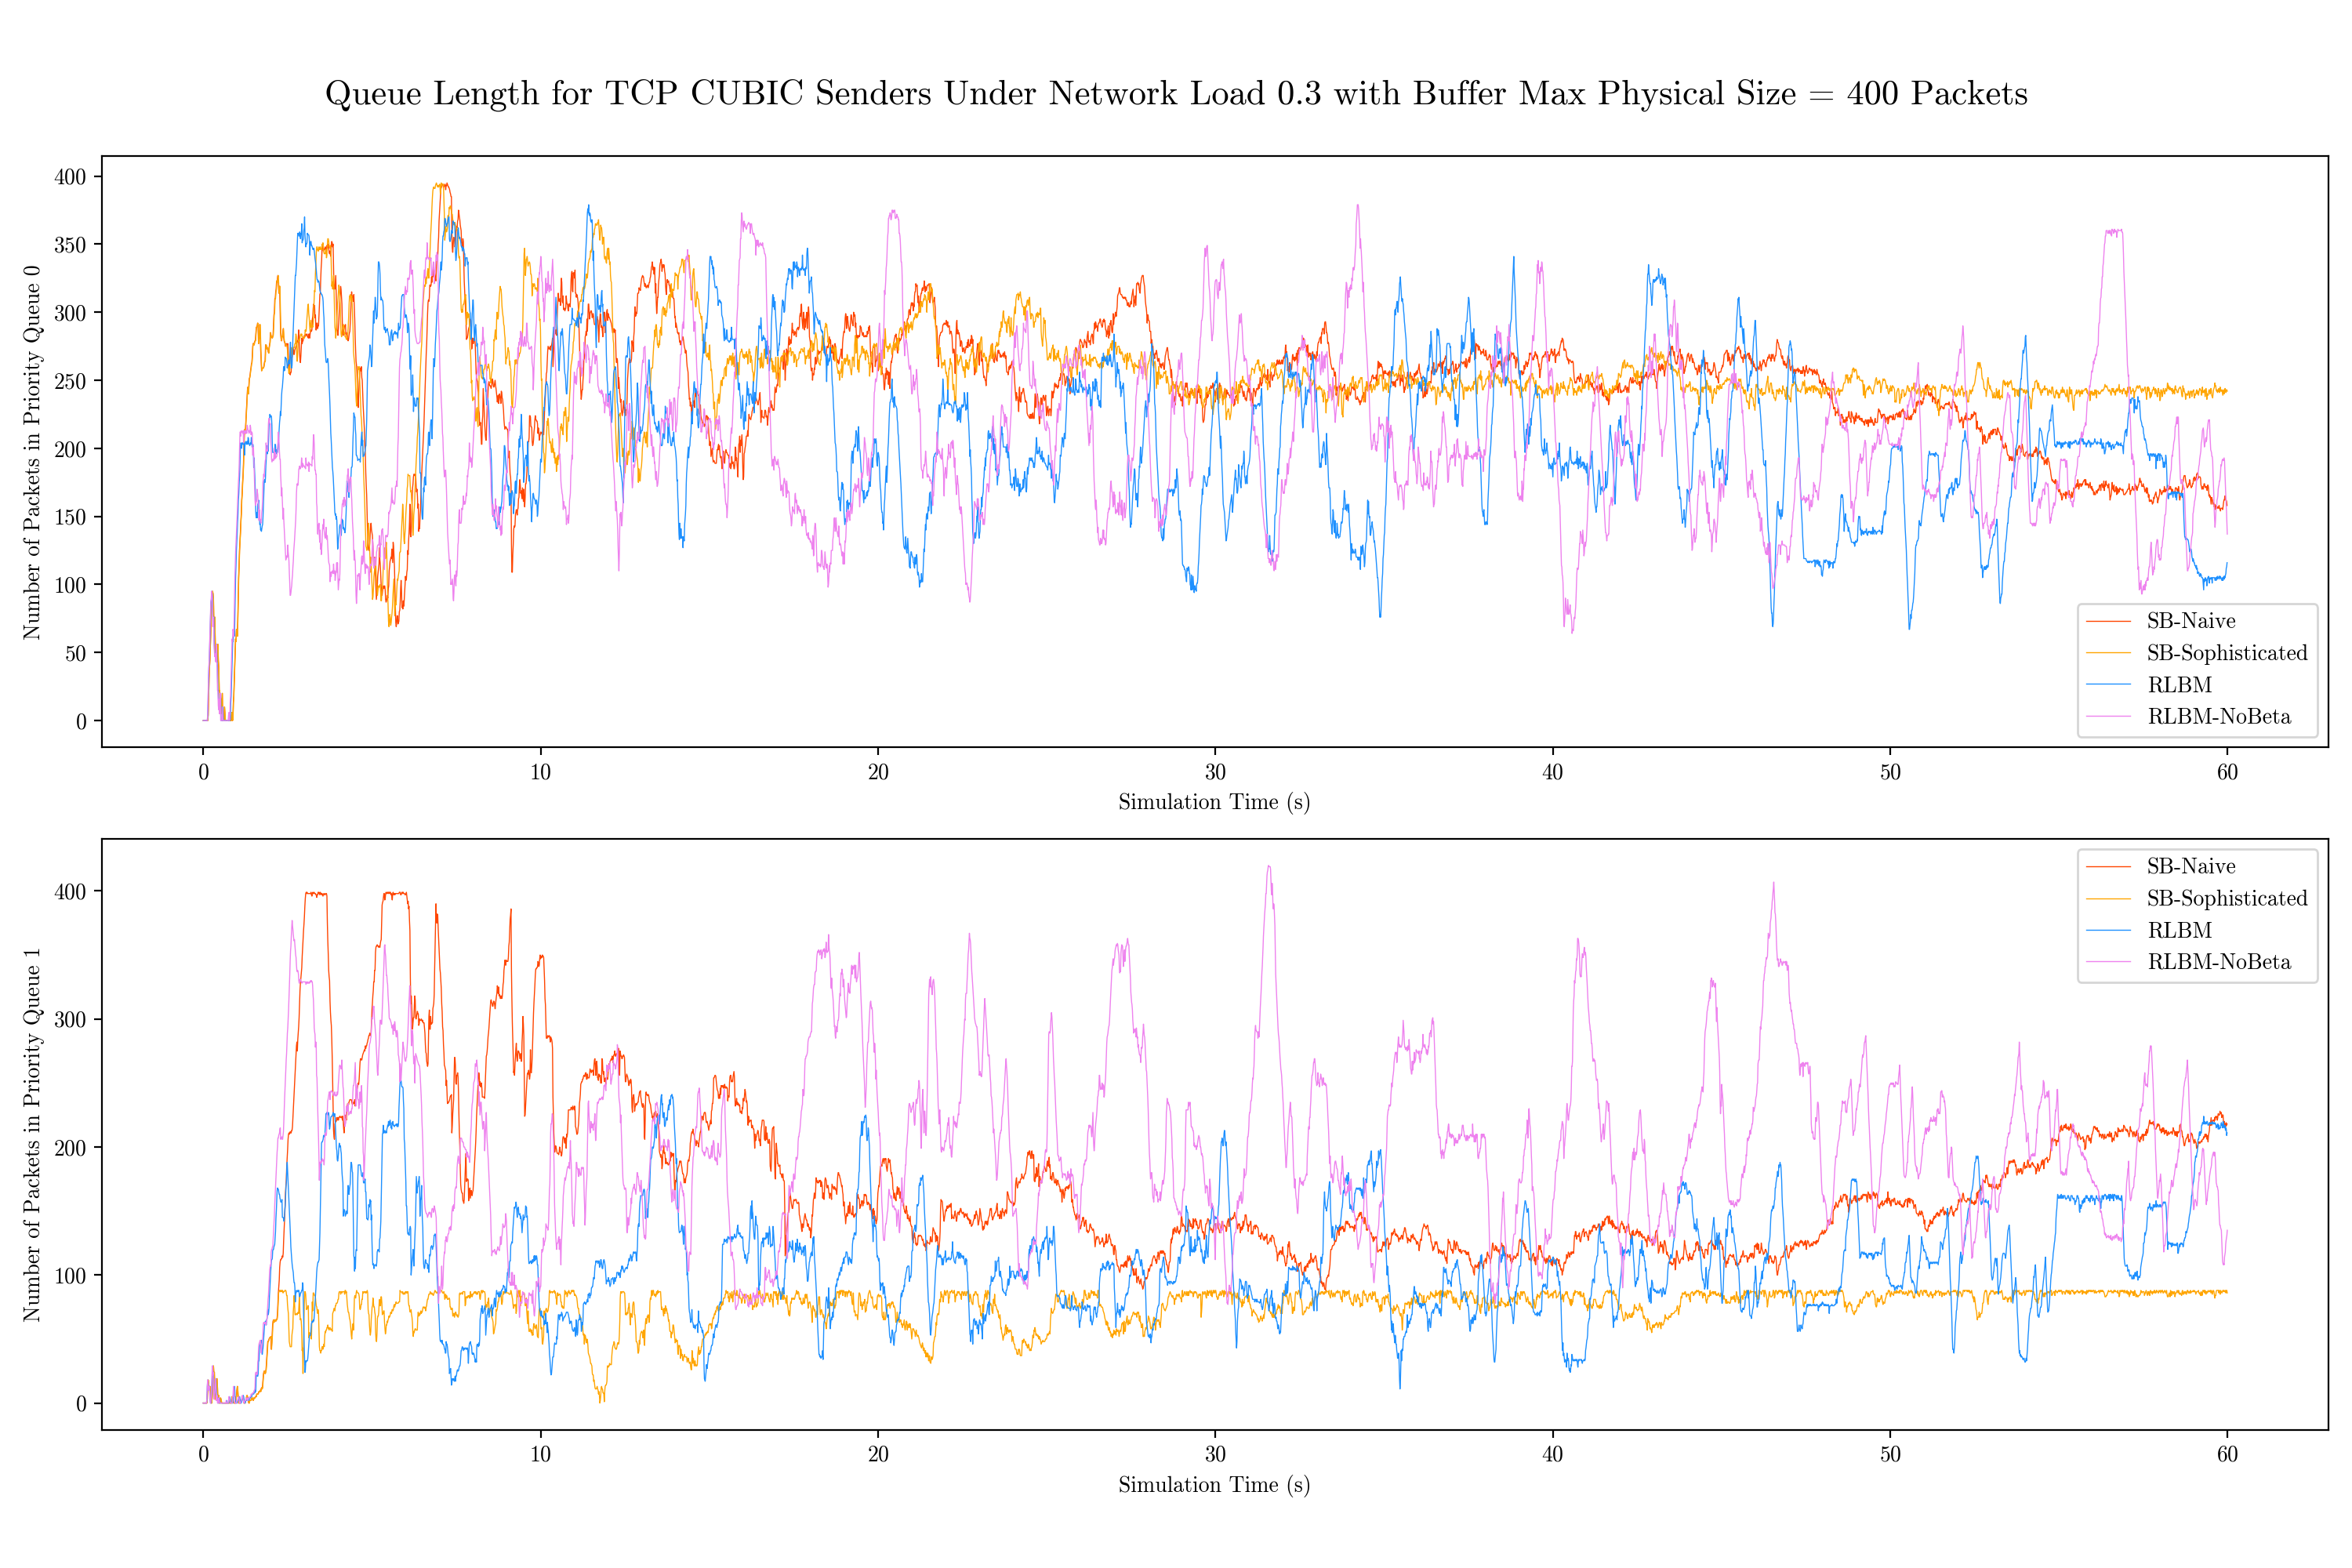 Queue Length for TCP CUBIC Senders Under Network Load 0.3 with Buffer Max Physical Size = 400 Packets
Number of Packets in Priority Queue 0
400
350
300
250
200
150
100
50
0
SB-Naive
SB-Sophisticated
RLBM
RLBM-NoBeta
0 10 20 30 40 50 60
Simulation Time (s)
Number of Packets in Priority Queue 1
400
300
200
100
0
SB-Naive
SB-Sophisticated
RLBM
RLBM-NoBeta
0 10 20 30 40 50 60
Simulation Time (s)